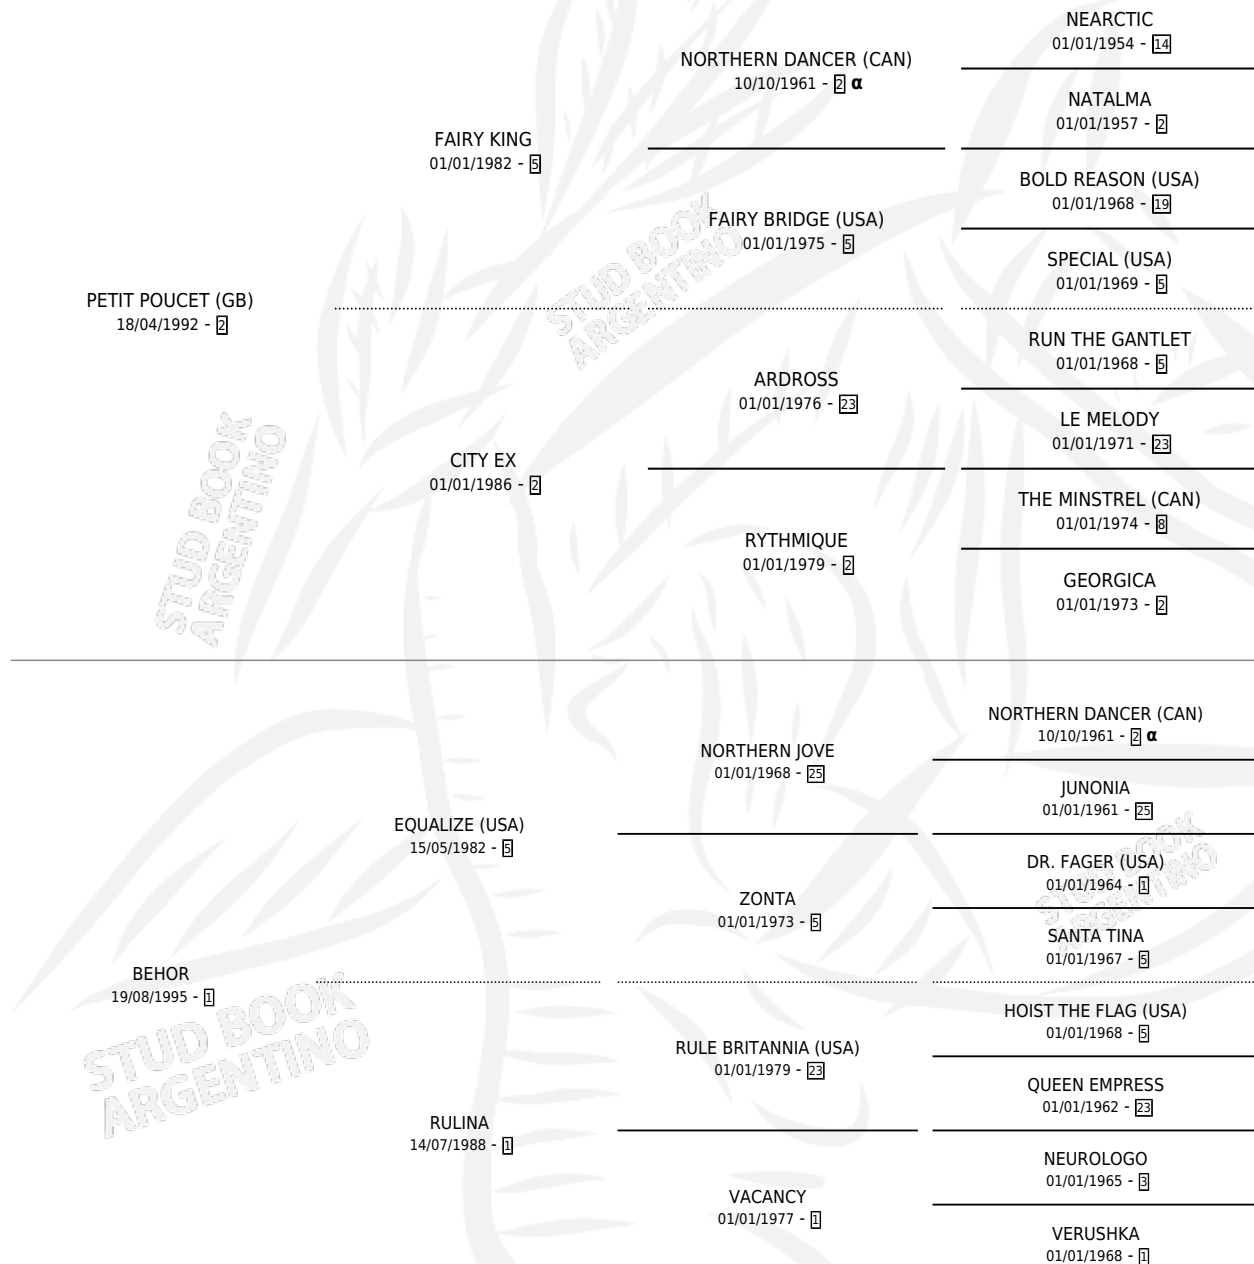 NEARCTIC
01/01/1954 - 14
NORTHERN DANCER (CAN)
10/10/1961 - 2 α
NATALMA
01/01/1957 - 2
FAIRY KING
01/01/1982 - 5
BOLD REASON (USA)
01/01/1968 - 19
FAIRY BRIDGE (USA)
01/01/1975 - 5
SPECIAL (USA)
01/01/1969 - 5
PETIT POUCET (GB)
18/04/1992 - 2
RUN THE GANTLET
01/01/1968 - 5
ARDROSS
01/01/1976 - 23
LE MELODY
01/01/1971 - 23
CITY EX
01/01/1986 - 2
THE MINSTREL (CAN)
01/01/1974 - 8
RYTHMIQUE
01/01/1979 - 2
GEORGICA
01/01/1973 - 2
NORTHERN DANCER (CAN)
10/10/1961 - 2 α
NORTHERN JOVE
01/01/1968 - 25
JUNONIA
01/01/1961 - 25
EQUALIZE (USA)
15/05/1982 - 5
DR. FAGER (USA)
01/01/1964 - 1
ZONTA
01/01/1973 - 5
SANTA TINA
01/01/1967 - 5
BEHOR
19/08/1995 - 1
HOIST THE FLAG (USA)
01/01/1968 - 5
RULE BRITANNIA (USA)
01/01/1979 - 23
QUEEN EMPRESS
01/01/1962 - 23
RULINA
14/07/1988 - 1
NEUROLOGO
01/01/1965 - 3
VACANCY
01/01/1977 - 1
VERUSHKA
01/01/1968 - 1
STUD BOOK
ARGENTINO
STUD BOOK
ARGENTINO
STUD BOOK
ARGENTINO
STUD BOOK
ARGENTINO